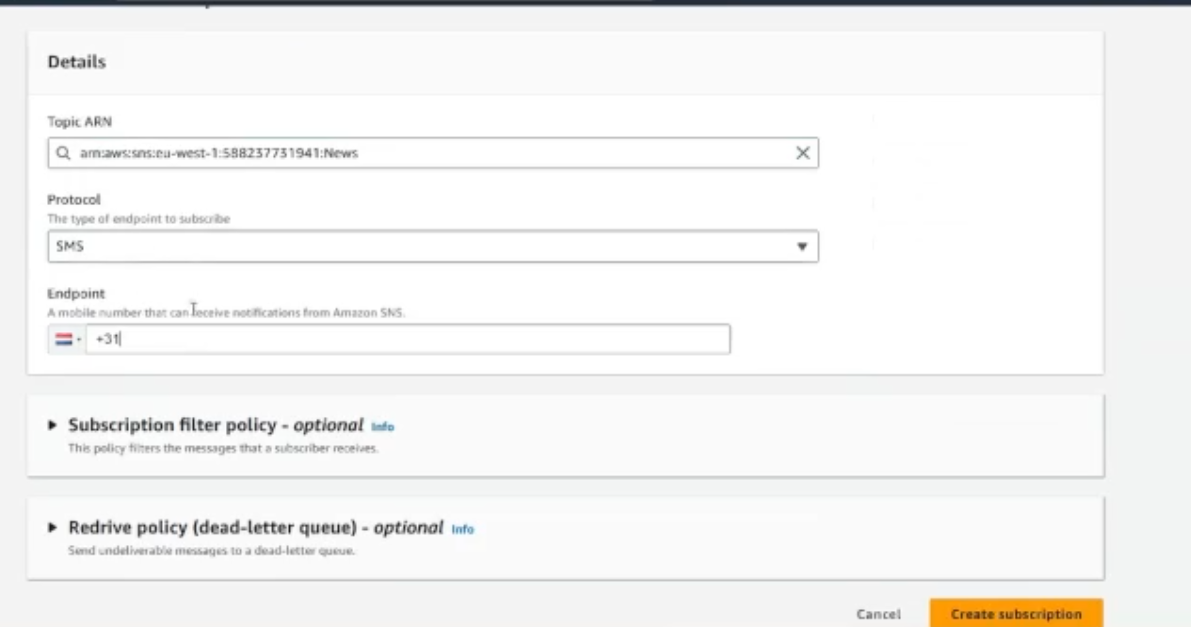 Details
Topic ARN
arn:aws:sns:eu-west-1:588237731941:News
Protocol
The type of endpoint to subscribe
SMS
Endpoint
A mobile number that can receive notifications from Amazon SNS.
+31
Subscription filter policy - optional Info
This policy filters the messages that a subscriber receives.
Redrive policy (dead-letter queue) - optional Info
Send undeliverable messages to a dead-letter queue.
Cancel Create subscription